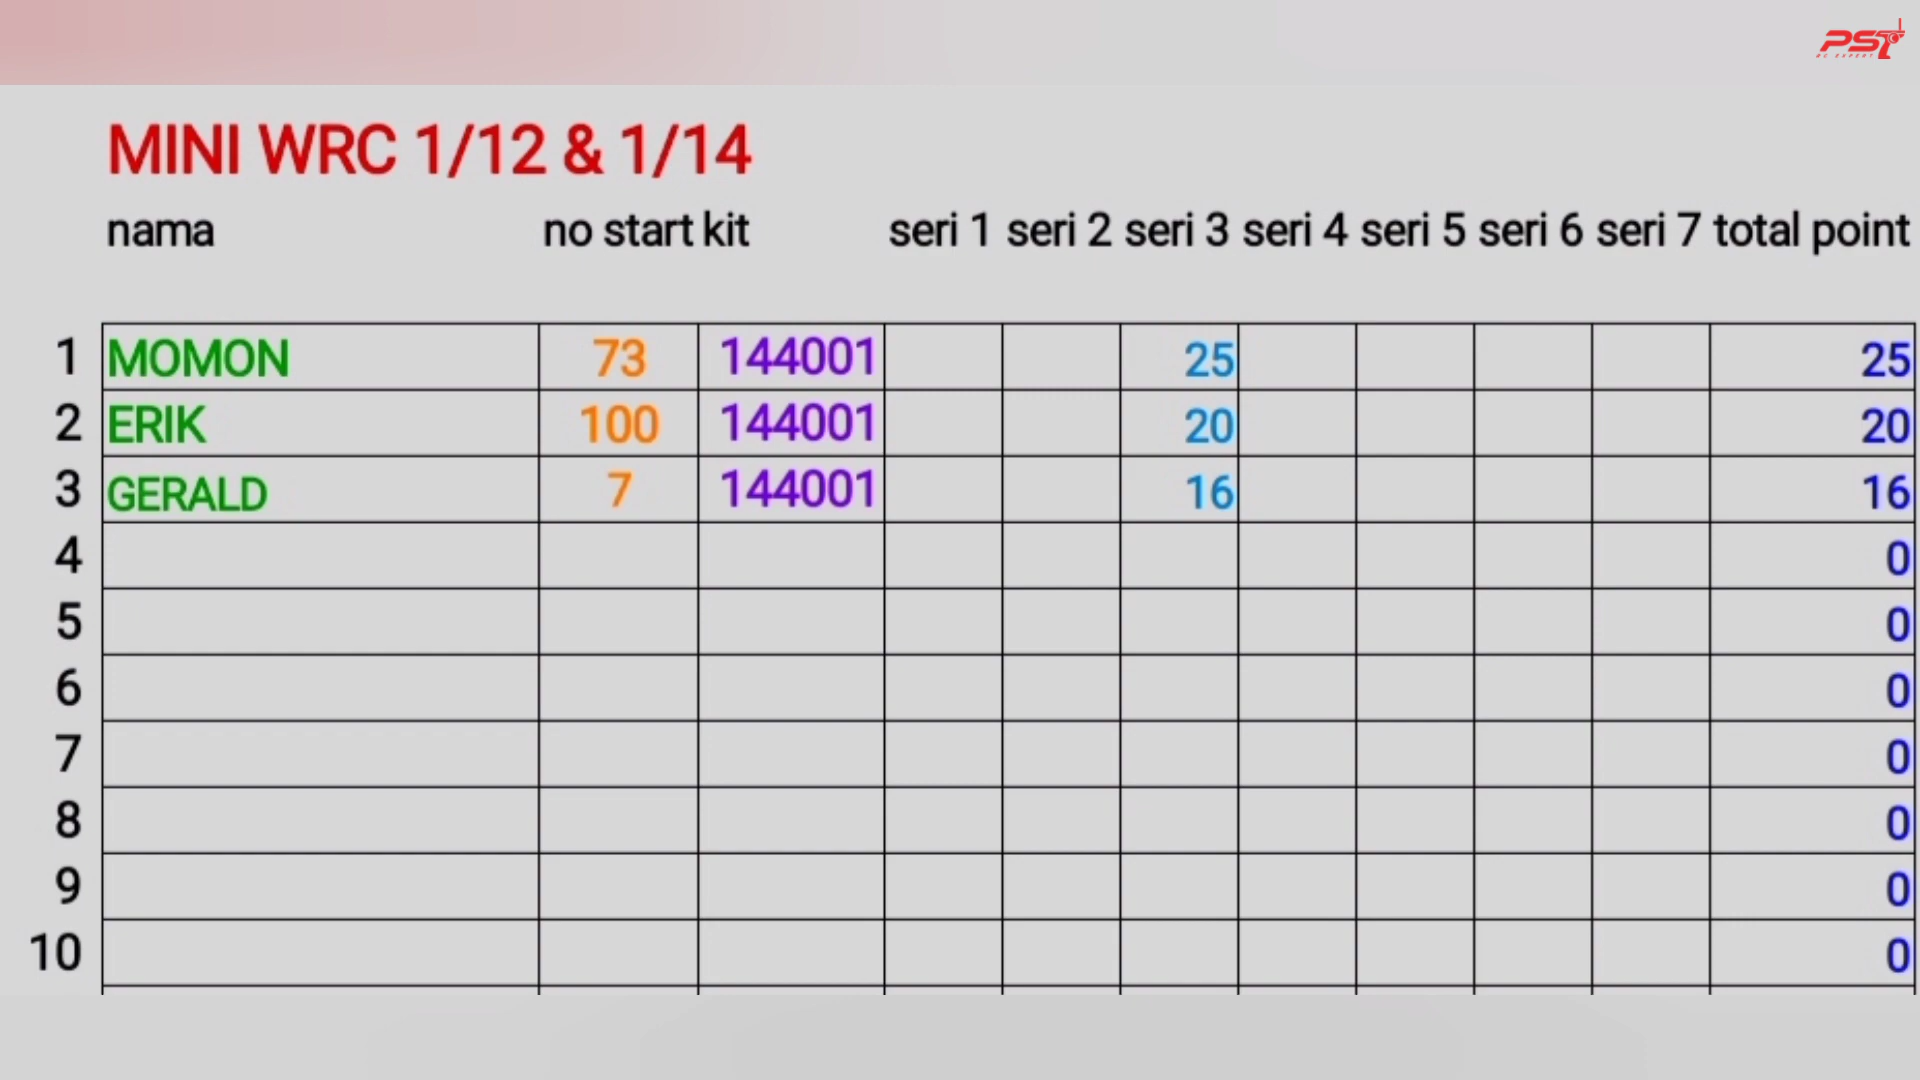 PST
RC EXPERT
MINI WRC 1/12 & 1/14
nama no start kit seri 1 seri 2 seri 3 seri 4 seri 5 seri 6 seri 7 total point
1 MOMON 73 144001 25 25
2 ERIK 100 144001 20 20
3 GERALD 7 144001 16 16
4 0
5 0
6 0
7 0
8 0
9 0
10 0